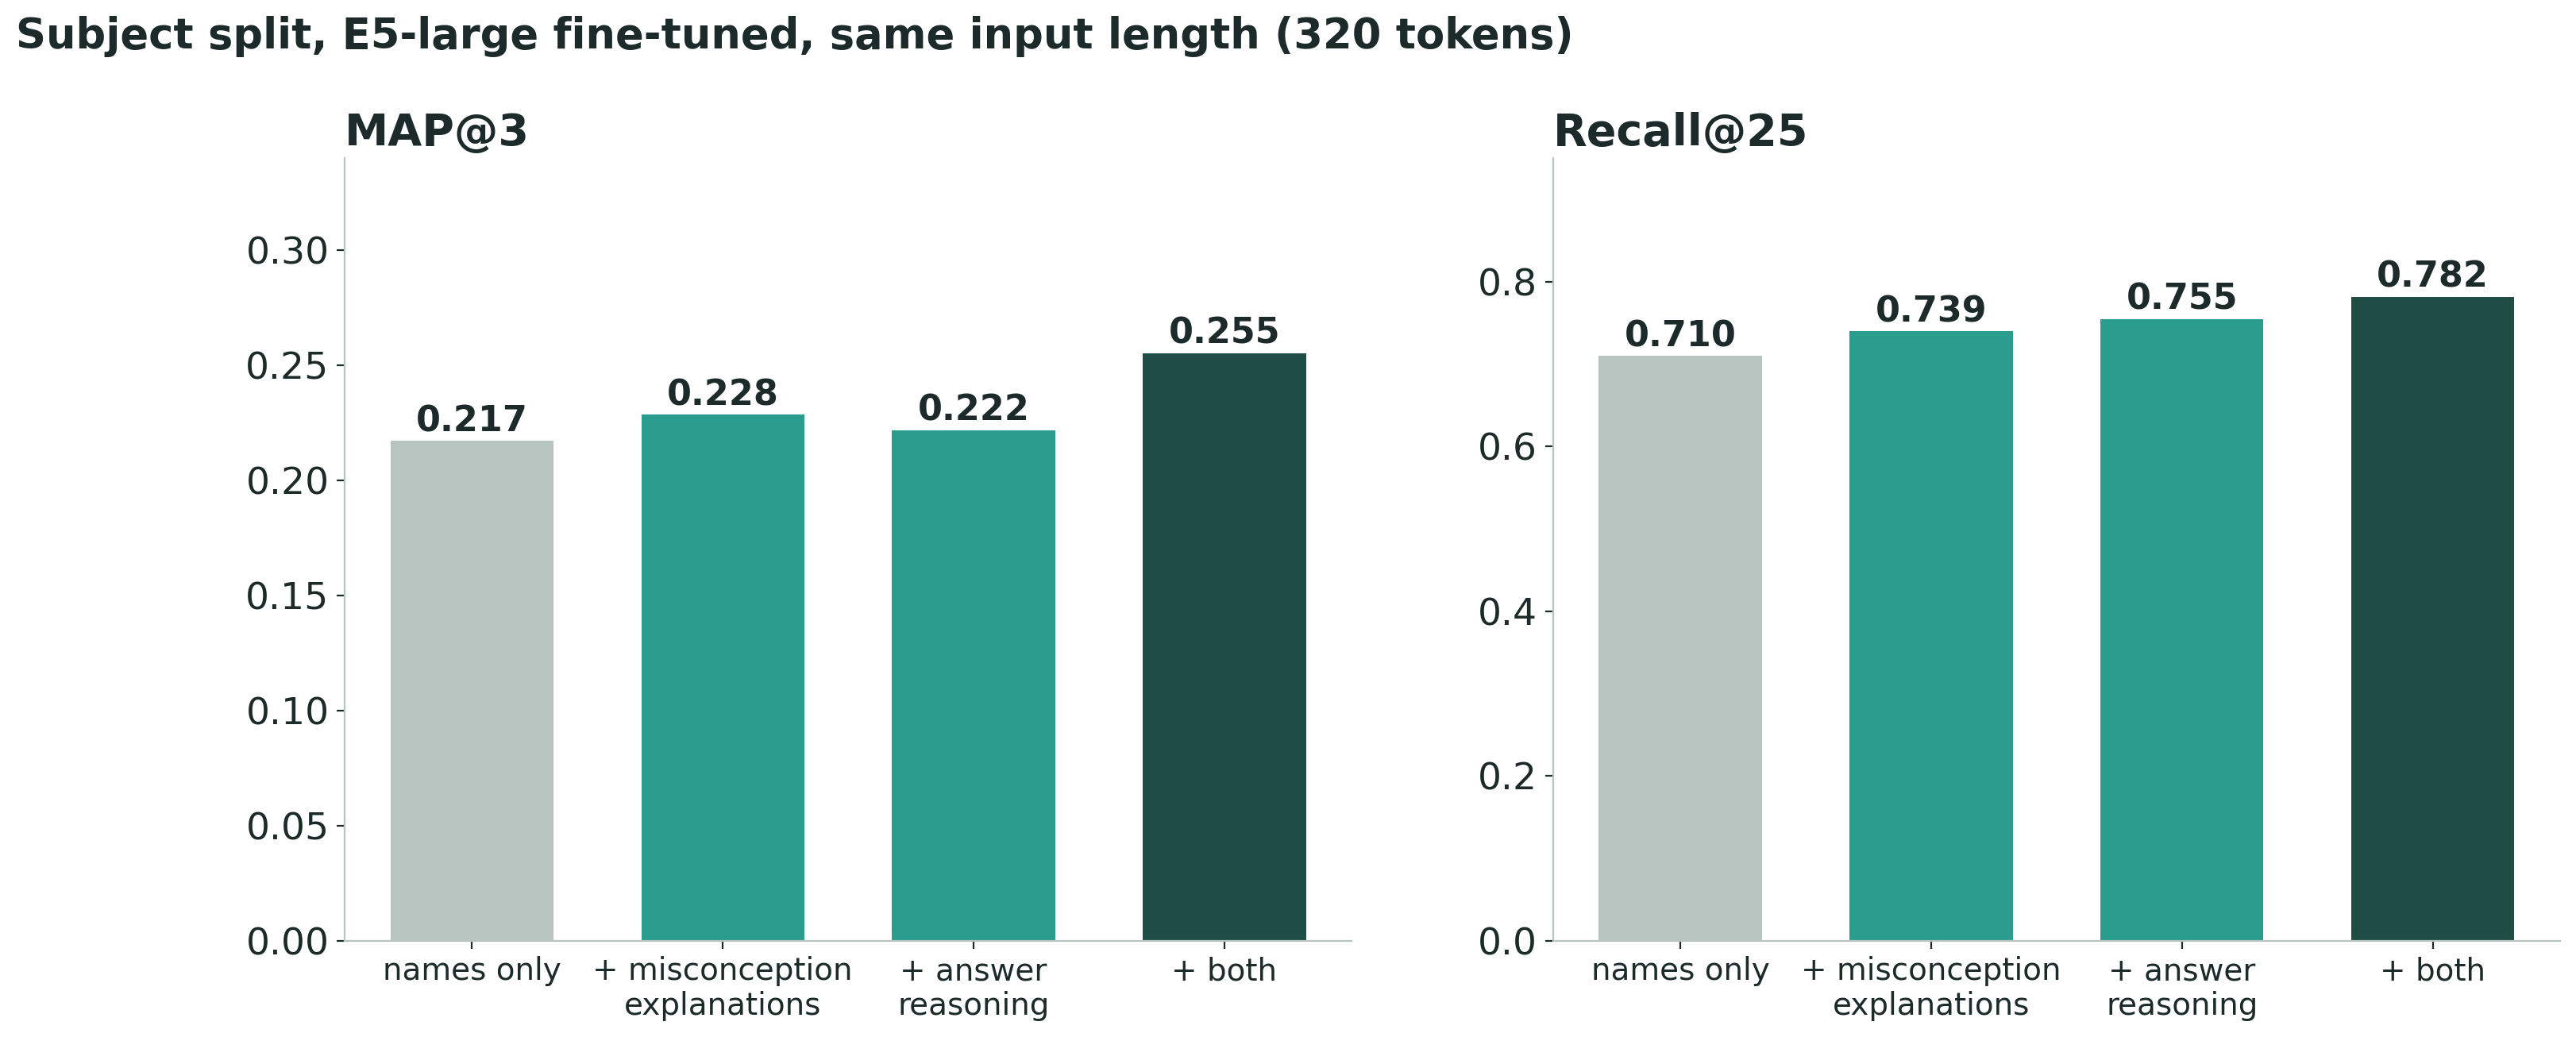 Subject split, E5-large fine-tuned, same input length (320 tokens)
MAP@3
0.30
0.25
0.20
0.15
0.10
0.05
0.00
0.217
0.228
0.222
0.255
names only
+ misconception
explanations
+ answer
reasoning
+ both
Recall@25
0.8
0.6
0.4
0.2
0.0
0.710
0.739
0.755
0.782
names only
+ misconception
explanations
+ answer
reasoning
+ both